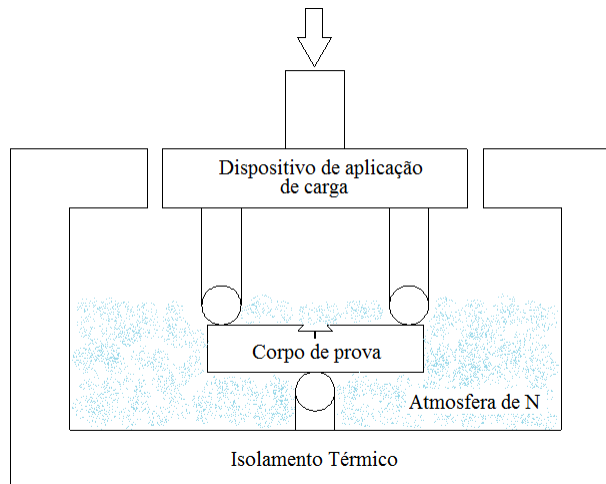 Dispositivo de aplicação
de carga
Corpo de prova
Atmosfera de N
Isolamento Térmico